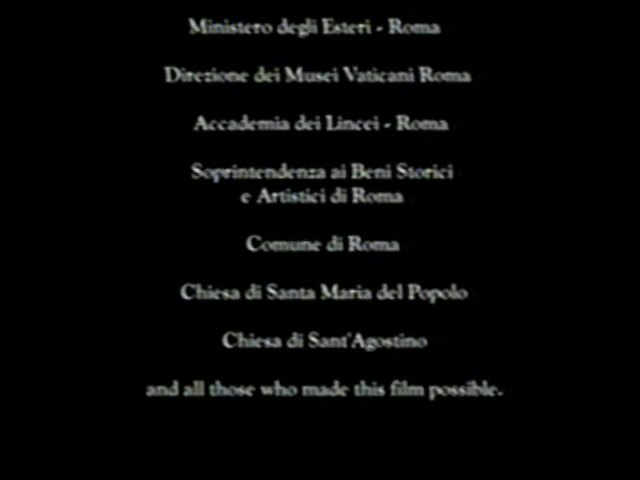 Ministero degli Esteri - Roma
Direzione dei Musei Vaticani Roma
Accademia dei Lincei - Roma
Soprintendenza ai Beni Storici
e Artistici di Roma
Comune di Roma
Chiesa di Santa Maria del Popolo
Chiesa di Sant'Agostino
and all those who made this film possible.